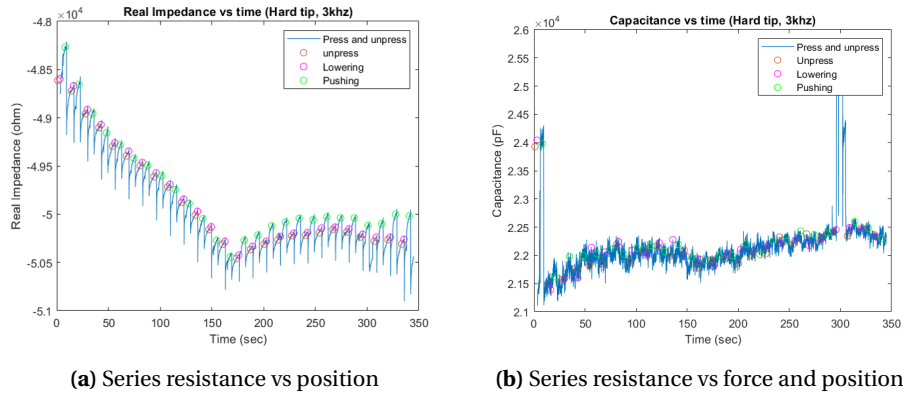 Real Impedance vs time (Hard tip, 3khz)
×10⁴
-4.8
-4.85
-4.9
-4.95
-5
-5.05
-5.1
Real Impedance (ohm)
Press and unpress
unpress
Lowering
Pushing
0 50 100 150 200 250 300 350
Time (sec)
(a) Series resistance vs position
Capacitance vs time (Hard tip, 3khz)
×10⁴
2.6
2.55
2.5
2.45
2.4
2.35
2.3
2.25
2.2
2.15
2.1
Capacitance (pF)
Press and unpress
Unpress
Lowering
Pushing
0 50 100 150 200 250 300 350
Time (sec)
(b) Series resistance vs force and position